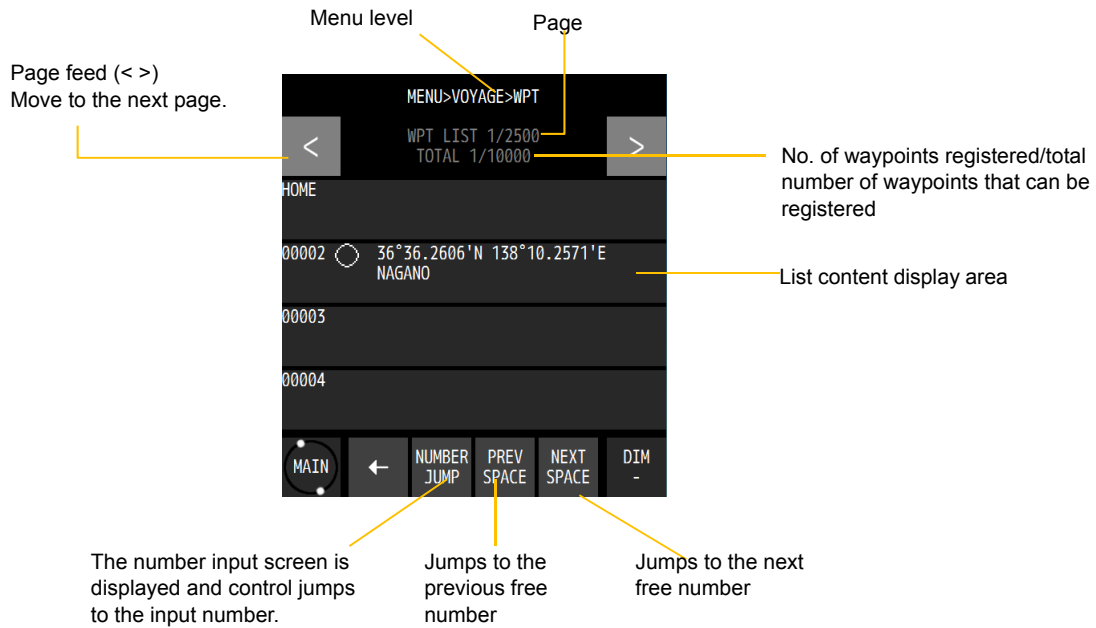 Menu level
Page
Page feed (< >)
Move to the next page.
MENU>VOYAGE>WPT
<
WPT LIST 1/2500
TOTAL 1/10000
>
No. of waypoints registered/total
number of waypoints that can be
registered
HOME
00002
36°36.2606'N 138°10.2571'E
NAGANO
List content display area
00003
00004
MAIN
←
NUMBER
JUMP
PREV
SPACE
NEXT
SPACE
DIM
-
The number input screen is
displayed and control jumps
to the input number.
Jumps to the
previous free
number
Jumps to the next
free number